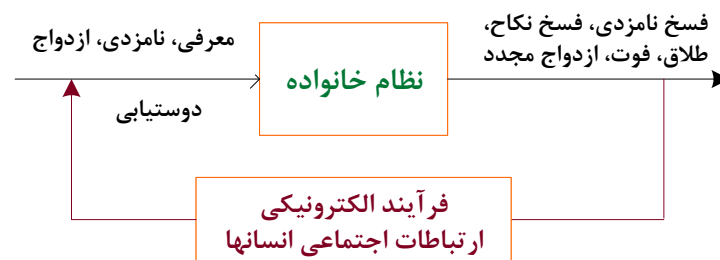 معرفی، نامزدی، ازدواج
دوستیابی
نظام خانواده
فسخ نامزدی، فسخ نکاح،
طلاق، فوت، ازدواج مجدد
فرآیند الکترونیکی
ارتباطات اجتماعی انسانها